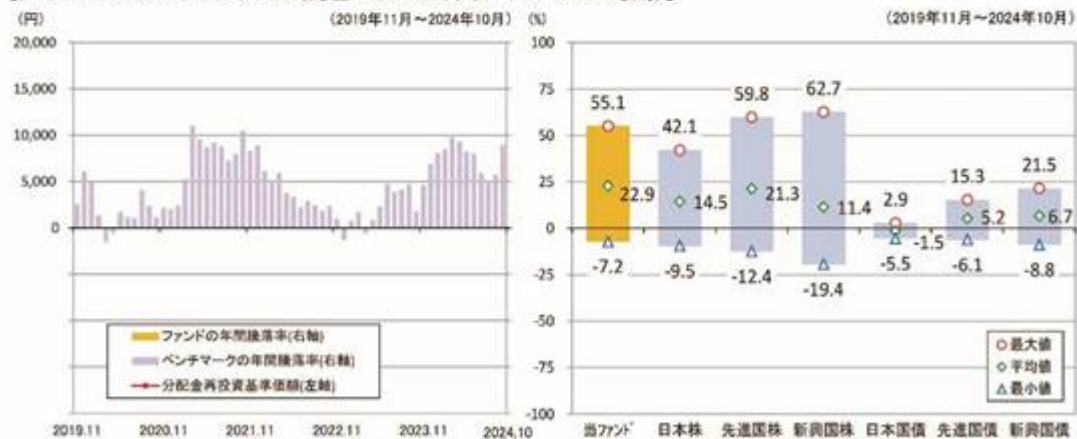 (円)
(2019年11月～2024年10月)
20,000
15,000
10,000
5,000
0
ファンドの年間騰落率(右軸)
ベンチマークの年間騰落率(右軸)
分配金再投資基準価額(左軸)
2019.11 2020.11 2021.11 2022.11 2023.11 2024.10
(%)
(2019年11月～2024年10月)
100
75
50
25
0
-25
-50
-75
-100
55.1 42.1 59.8 62.7 2.9 15.3 21.5
22.9 14.5 21.3 11.4 -1.5 5.2 6.7
-7.2 -9.5 -12.4 -19.4 -5.5 -6.1 -8.8
最大値
平均値
最小値
当ファンド 日本株 先進国株 新興国株 日本国債 先進国債 新興国債